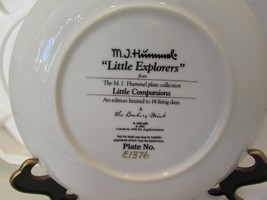 M.J. Hummel
"Little Explorers"
from
The M. I. Hummel plate collection
Little Companions
An edition limited to 14 firing days
&
The Danbury Mint
Plate No.
E1376